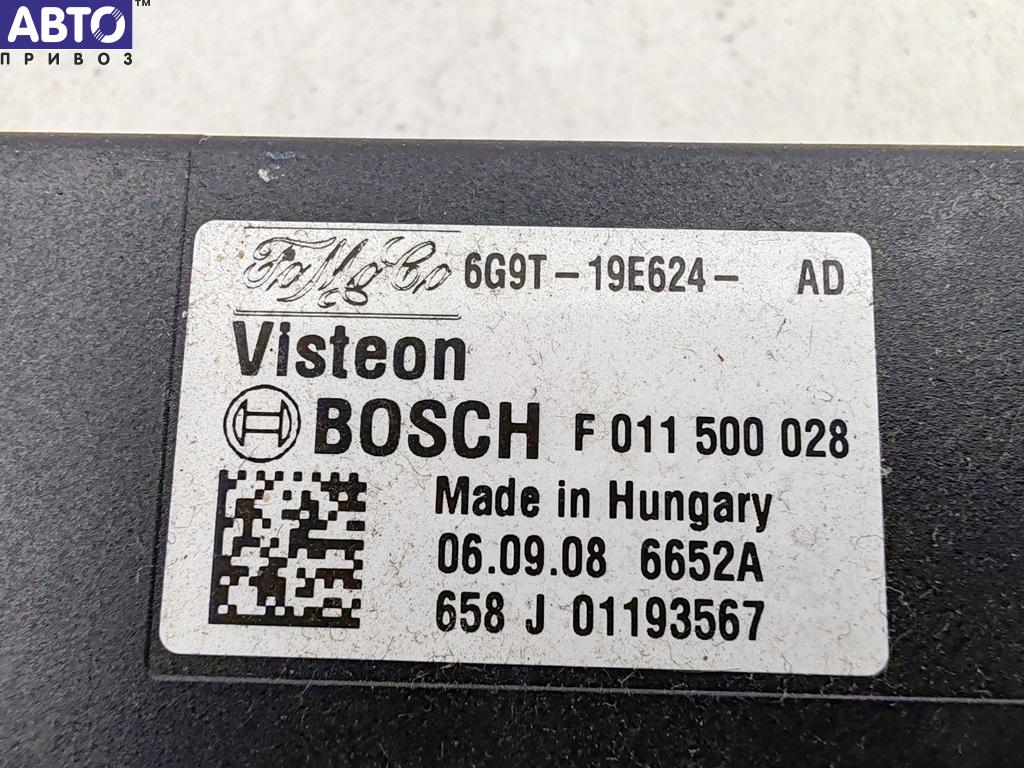 АВТО™
ПРИВОЗ
FoMoCo 6G9T-19E624- AD
Visteon
BOSCH F 011 500 028
Made in Hungary
06.09.08 6652A
658 J 01193567